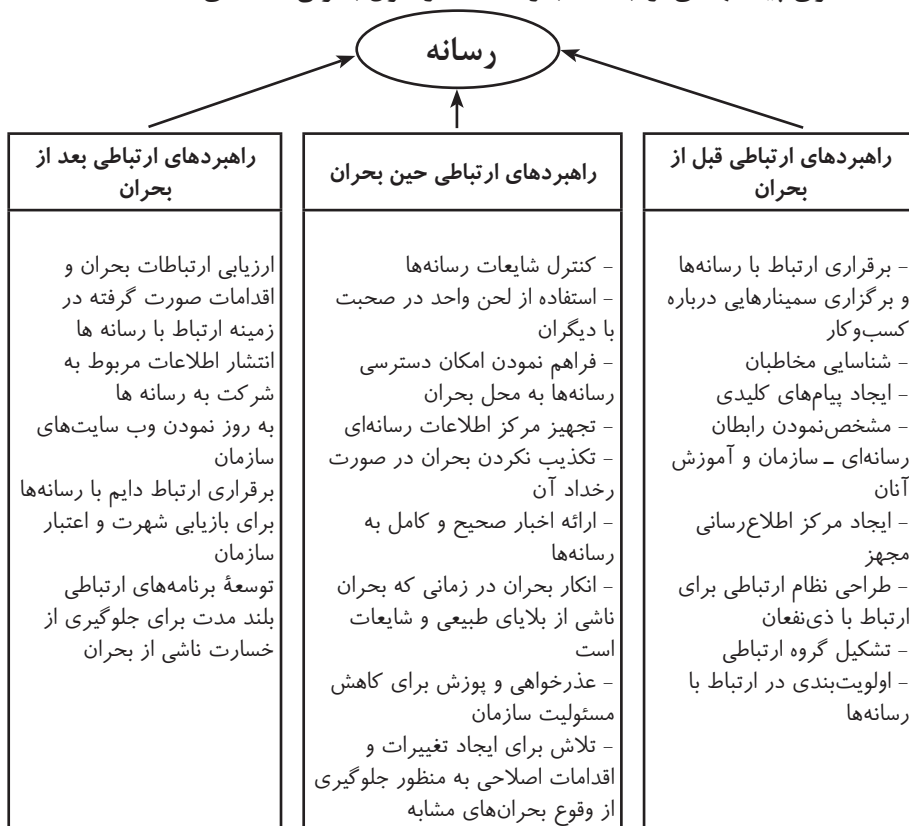 رسانه
راهبردهای ارتباطی قبل از
بحران
- برقراری ارتباط با رسانه‌ها
و برگزاری سمینارهایی درباره
کسب‌وکار
- شناسایی مخاطبان
- ایجاد پیام‌های کلیدی
- مشخص‌نمودن رابطان
رسانه‌ای ـ سازمان و آموزش
آنان
- ایجاد مرکز اطلاع‌رسانی
مجهز
- طراحی نظام ارتباطی برای
ارتباط با ذی‌نفعان
- تشکیل گروه ارتباطی
- اولویت‌بندی در ارتباط با
رسانه‌ها
راهبردهای ارتباطی حین بحران
- کنترل شایعات رسانه‌ها
- استفاده از لحن واحد در صحبت
با دیگران
- فراهم نمودن امکان دسترسی
رسانه‌ها به محل بحران
- تجهیز مرکز اطلاعات رسانه‌ای
- تکذیب نکردن بحران در صورت
رخداد آن
- ارائه اخبار صحیح و کامل به
رسانه‌ها
- انکار بحران در زمانی که بحران
ناشی از بلایای طبیعی و شایعات
است
- عذرخواهی و پوزش برای کاهش
مسئولیت سازمان
- تلاش برای ایجاد تغییرات و
اقدامات اصلاحی به منظور جلوگیری
از وقوع بحران‌های مشابه
راهبردهای ارتباطی بعد از
بحران
ارزیابی ارتباطات بحران و
اقدامات صورت گرفته در
زمینه ارتباط با رسانه ها
انتشار اطلاعات مربوط به
شرکت به رسانه ها
به روز نمودن وب سایت‌های
سازمان
برقراری ارتباط دایم با رسانه‌ها
برای بازیابی شهرت و اعتبار
سازمان
توسعهٔ برنامه‌های ارتباطی
بلند مدت برای جلوگیری از
خسارت ناشی از بحران